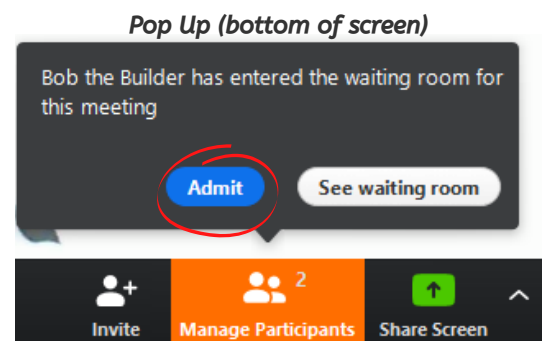 Pop Up (bottom of screen)
Bob the Builder has entered the waiting room for
this meeting
Admit See waiting room
2
Invite Manage Participants Share Screen